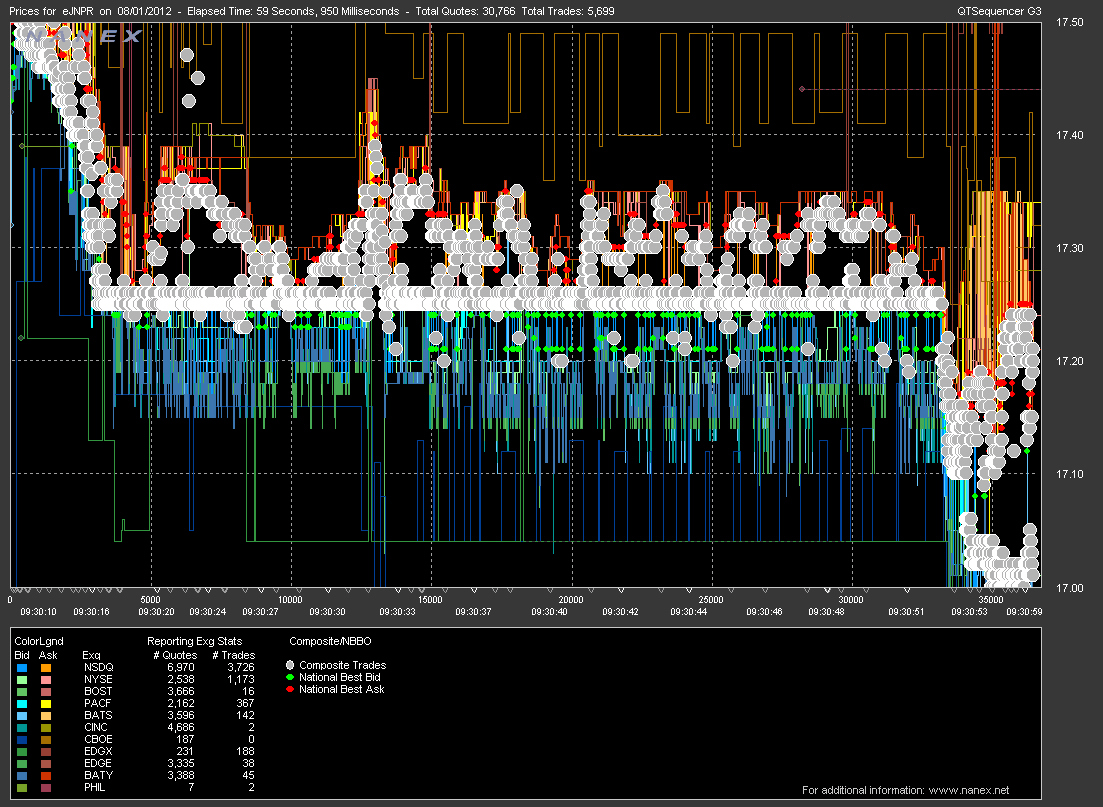 Prices for eJNPR on 08/01/2012 - Elapsed Time: 59 Seconds, 950 Milliseconds - Total Quotes: 30,766 Total Trades: 5,699 QTSequencer G3
NANEX
17.50
17.40
17.30
17.20
17.10
17.00
0 5000 10000 15000 20000 25000 30000 35000
09:30:10 09:30:16 09:30:20 09:30:24 09:30:27 09:30:30 09:30:33 09:30:37 09:30:40 09:30:42 09:30:44 09:30:46 09:30:48 09:30:51 09:30:53 09:30:59
ColorLgnd Reporting Exg Stats Composite/NBBO
Bid Ask Exq # Quotes # Trades
NSDQ 6,970 3,726
NYSE 2,538 1,173
BOST 3,666 16
PACF 2,162 367
BATS 3,596 142
CINC 4,686 2
CBOE 187 0
EDGX 231 188
EDGE 3,335 38
BATY 3,388 45
PHIL 7 2
Composite Trades
National Best Bid
National Best Ask
For additional information: www.nanex.net